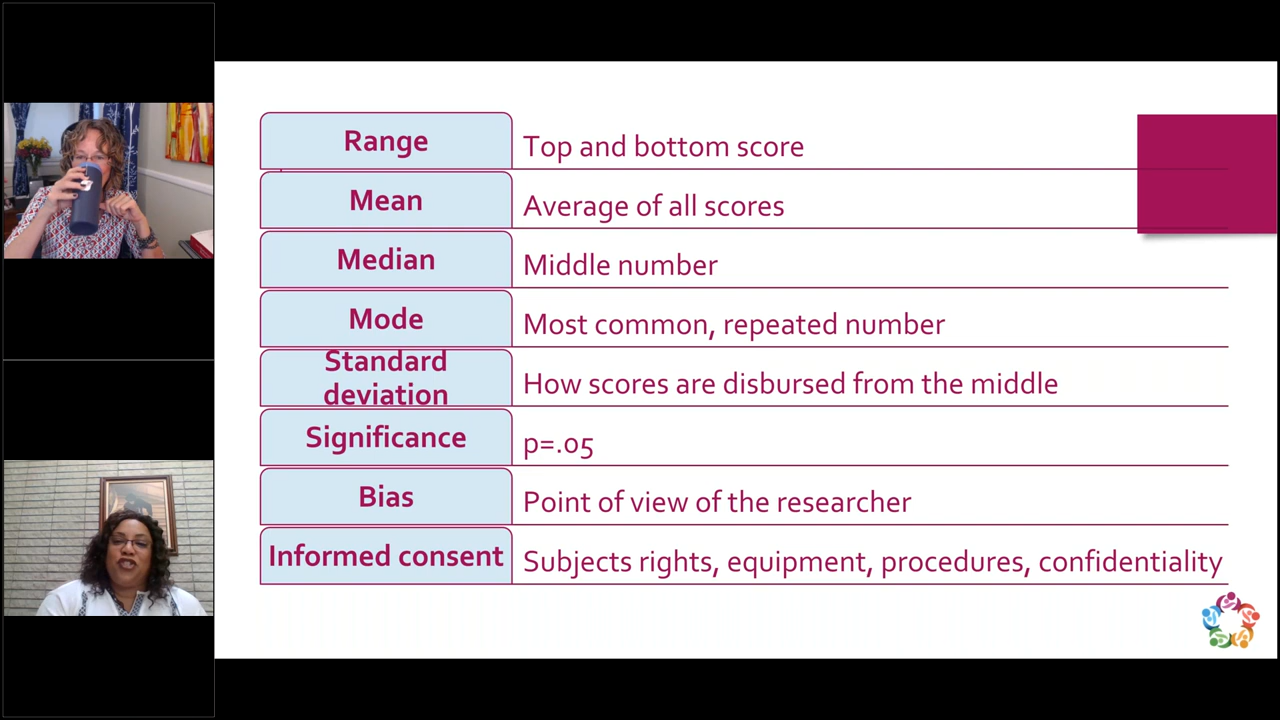 Range
Top and bottom score
Mean
Average of all scores
Median
Middle number
Mode
Most common, repeated number
Standard
deviation
How scores are disbursed from the middle
Significance
p=.05
Bias
Point of view of the researcher
Informed consent
Subjects rights, equipment, procedures, confidentiality